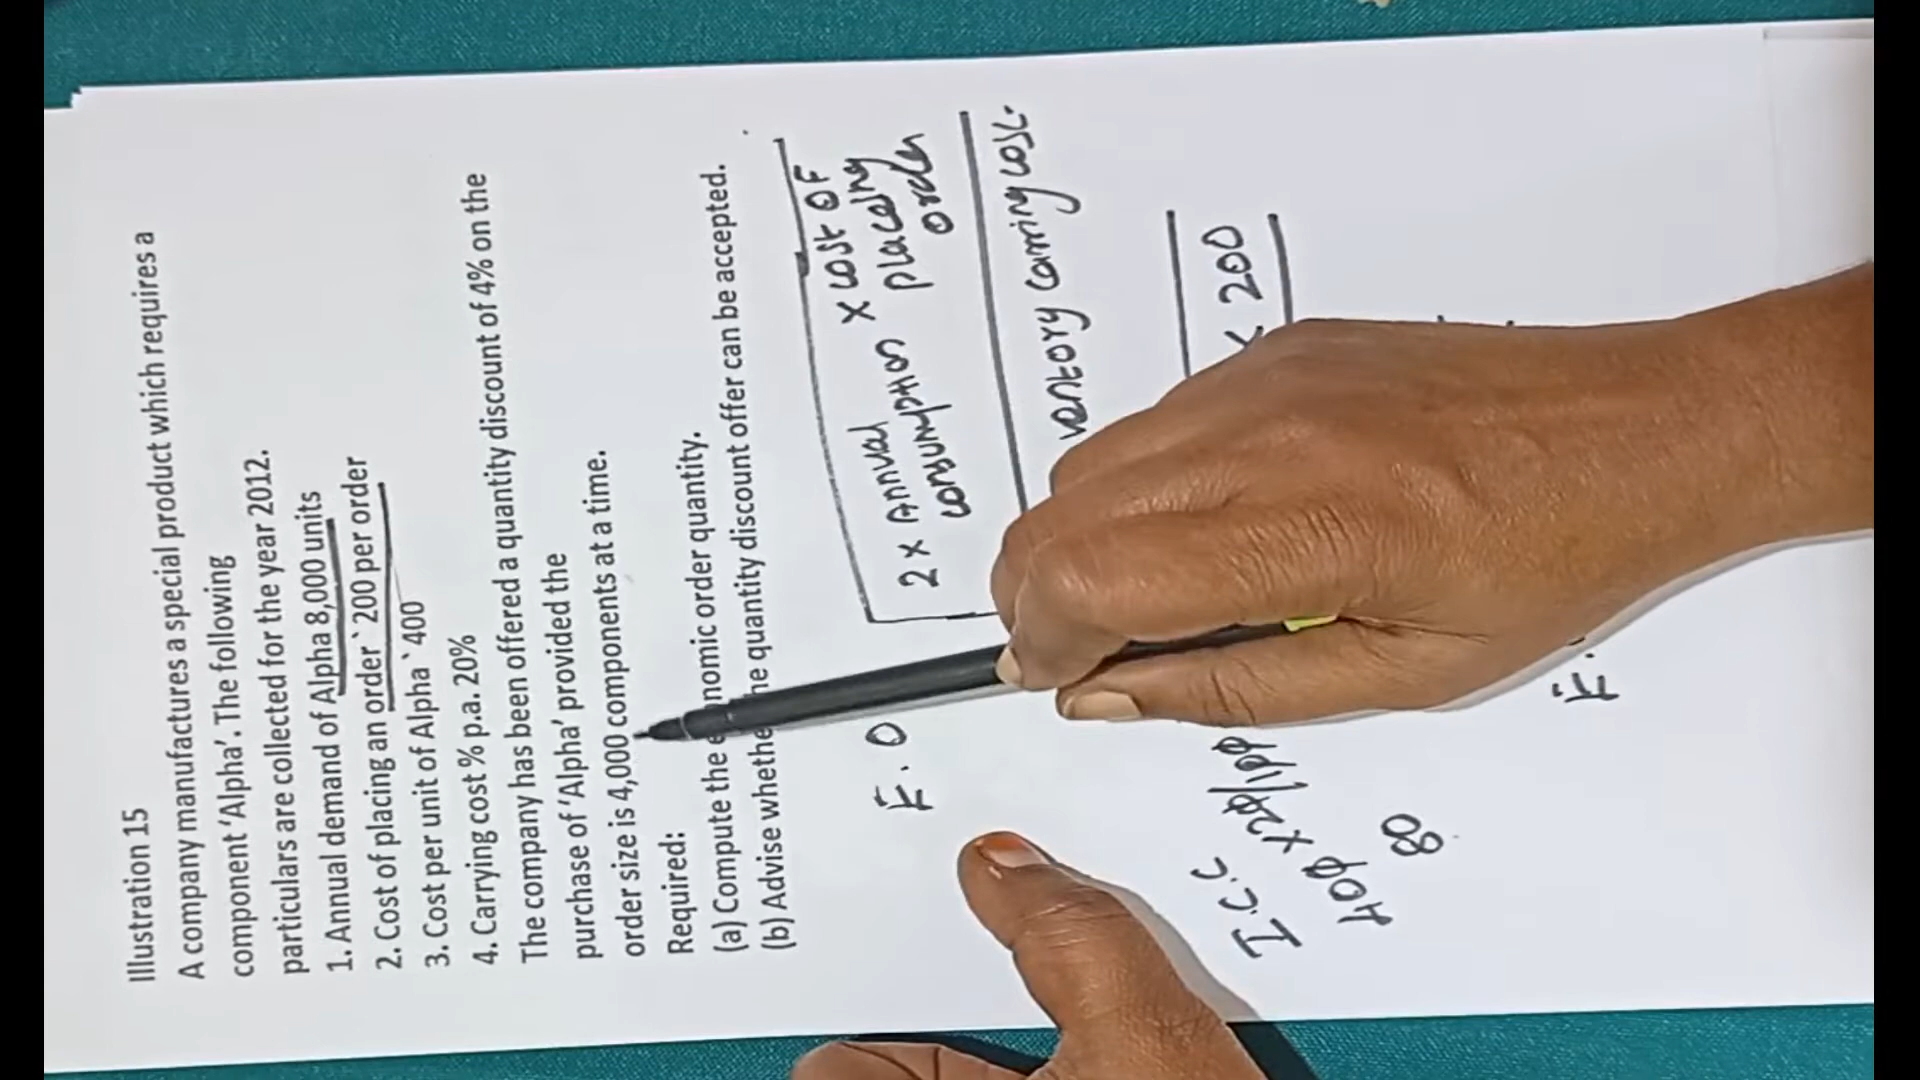 Illustration 15
A company manufactures a special product which requires a
component ‘Alpha’. The following
particulars are collected for the year 2012.
1. Annual demand of Alpha 8,000 units
2. Cost of placing an order ` 200 per order
3. Cost per unit of Alpha ` 400
4. Carrying cost % p.a. 20%
The company has been offered a quantity discount of 4% on the
purchase of ‘Alpha’ provided the
order size is 4,000 components at a time.
Required:
(a) Compute the e nomic order quantity.
(b) Advise whethe he quantity discount offer can be accepted.
E. O
2 x Annual consumption x cost of placeing order
ventory Carring cost.
x 200
I.C.C
400 x 20/100
80
E.